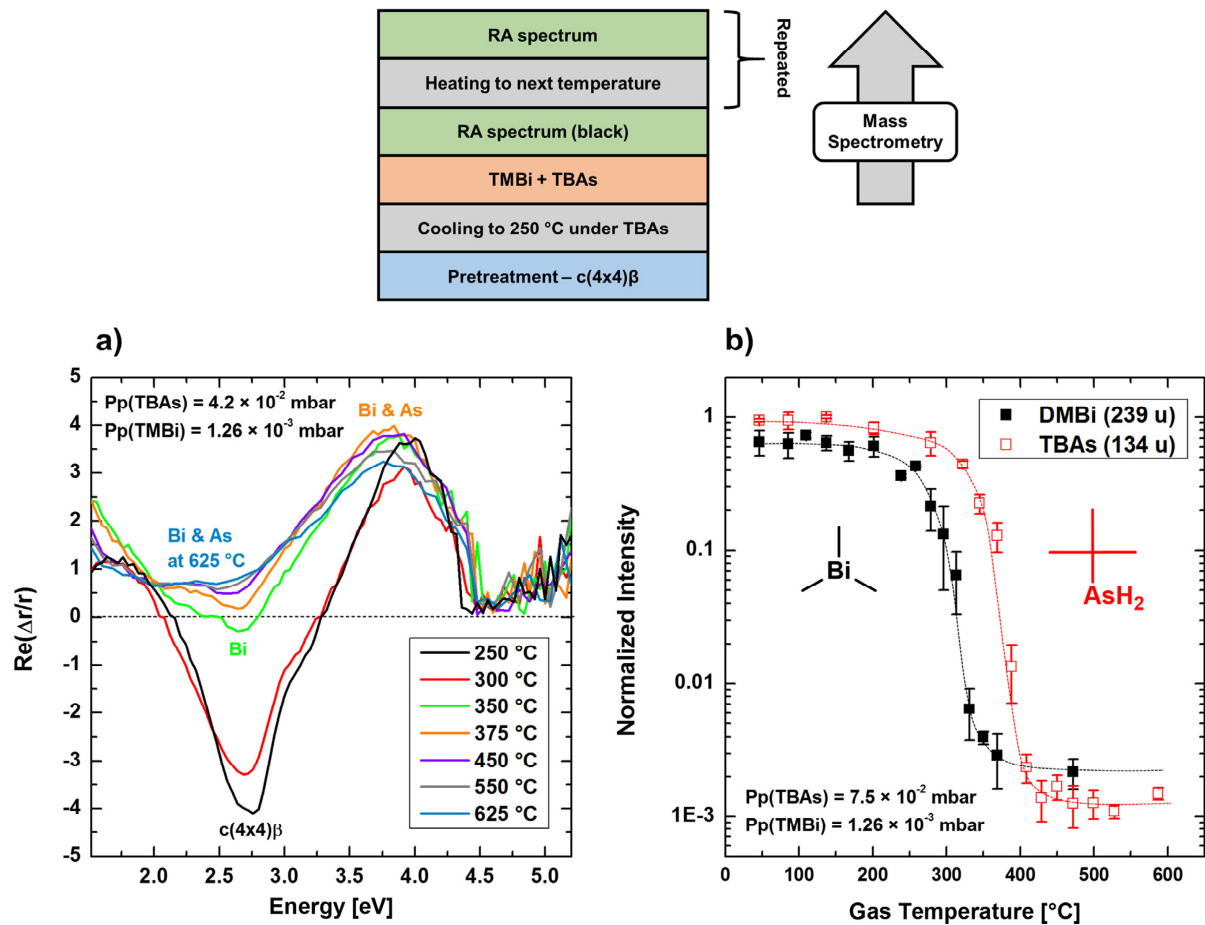 RA spectrum
Heating to next temperature
Repeated
RA spectrum (black)
TMBi + TBAs
Cooling to 250 °C under TBAs
Pretreatment – c(4x4)β
Mass
Spectrometry
a)
Pp(TBAs) = 4.2 × 10⁻² mbar
Pp(TMBi) = 1.26 × 10⁻³ mbar
Bi & As
Bi & As
at 625 °C
Bi
c(4x4)β
250 °C
300 °C
350 °C
375 °C
450 °C
550 °C
625 °C
5
4
3
2
1
0
-1
-2
-3
-4
-5
Re(Δr/r)
2.0 2.5 3.0 3.5 4.0 4.5 5.0
Energy [eV]
b)
DMBi (239 u)
TBAs (134 u)
Bi
AsH₂
Pp(TBAs) = 7.5 × 10⁻² mbar
Pp(TMBi) = 1.26 × 10⁻³ mbar
1
0.1
0.01
1E-3
Normalized Intensity
0 100 200 300 400 500 600
Gas Temperature [°C]